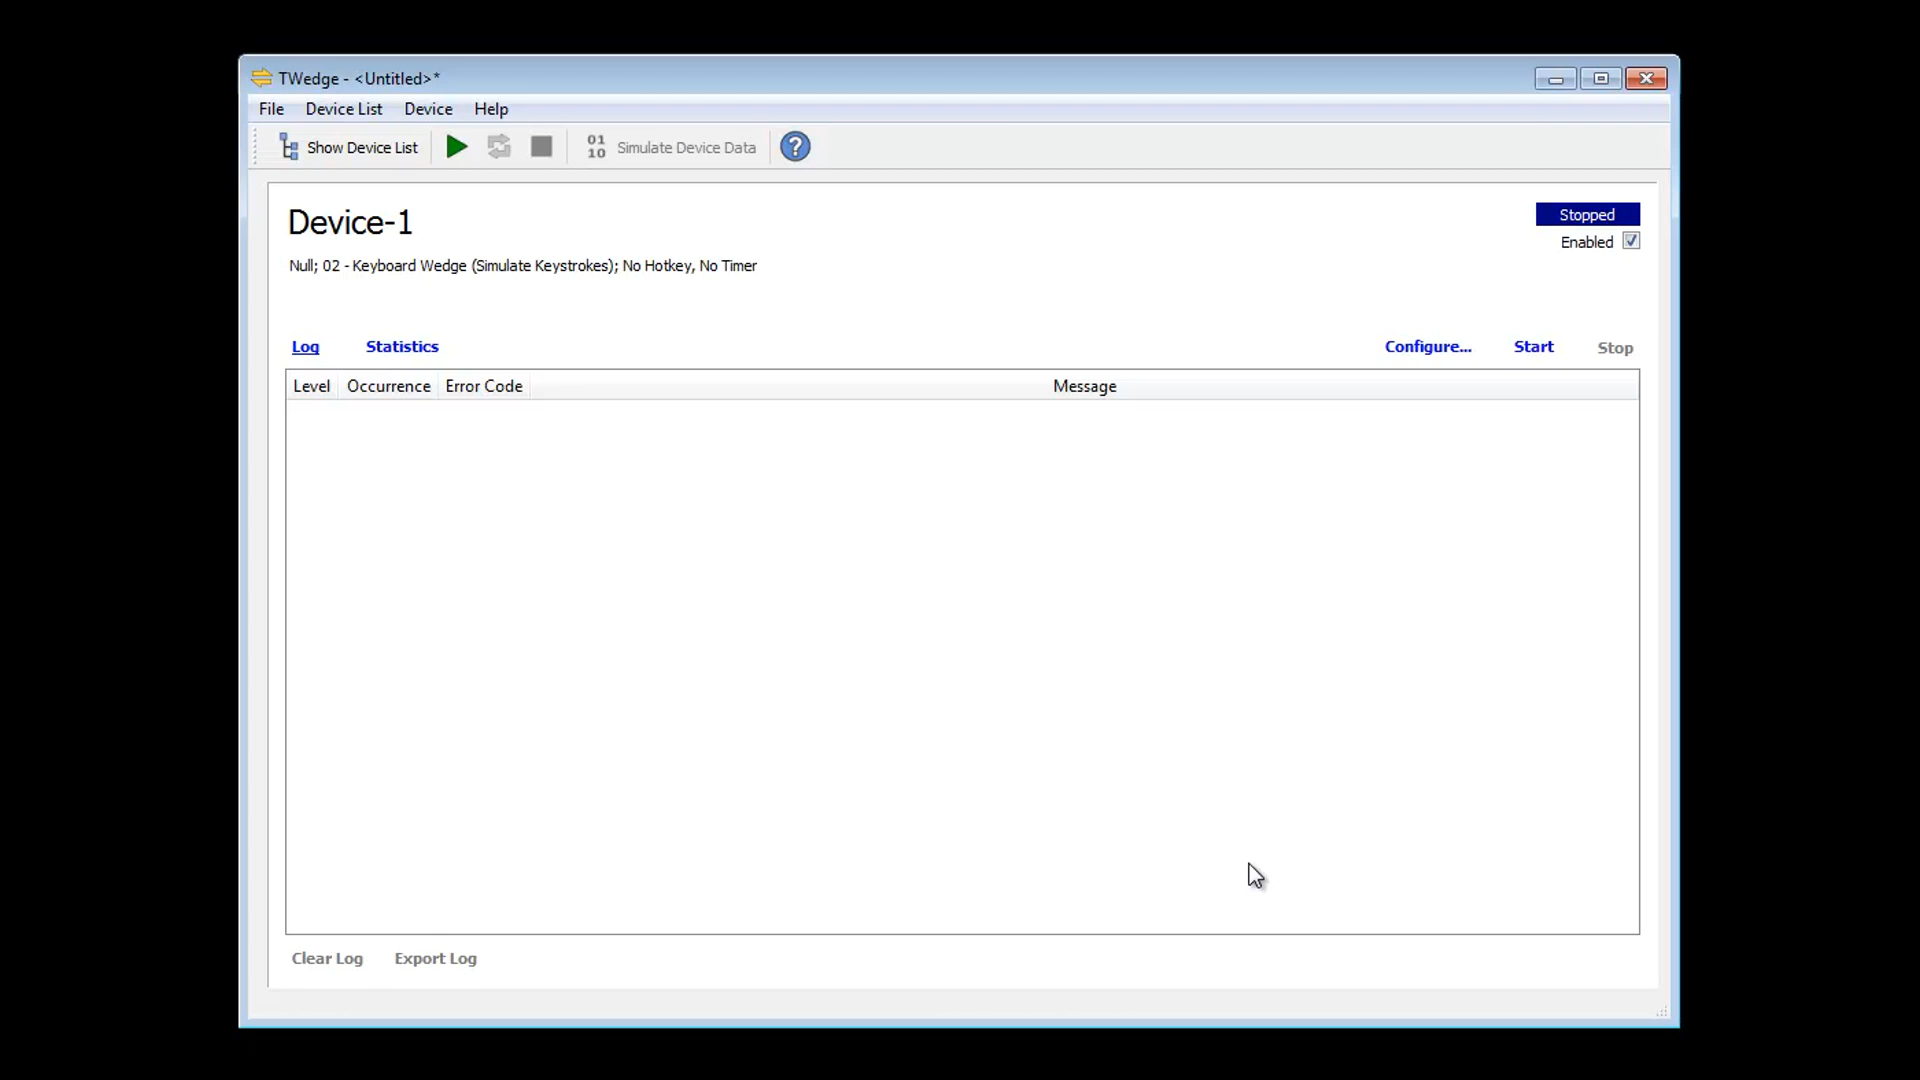 TWedge - <Untitled>*
File Device List Device Help
Show Device List 01 10 Simulate Device Data ?
Device-1
Stopped
Enabled
Null; 02 - Keyboard Wedge (Simulate Keystrokes); No Hotkey, No Timer
Log Statistics Configure... Start Stop
Level Occurrence Error Code Message
Clear Log Export Log